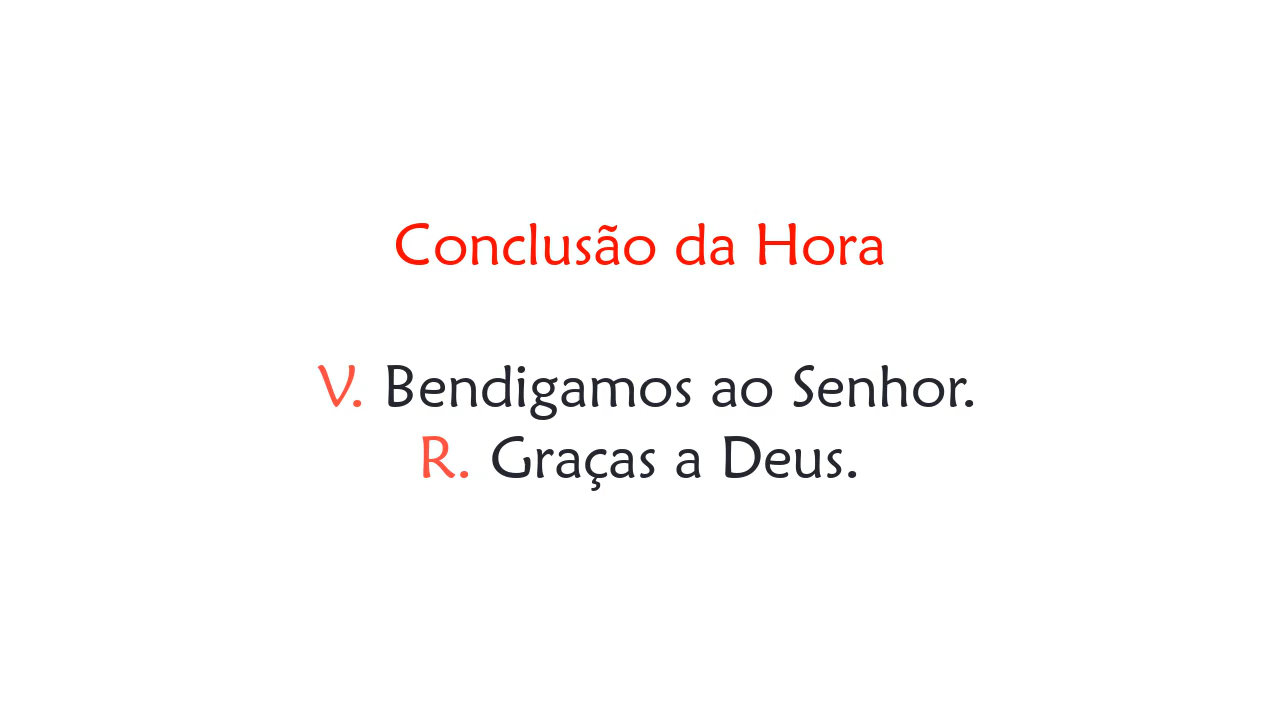 Conclusão da Hora
V. Bendigamos ao Senhor.
R. Graças a Deus.